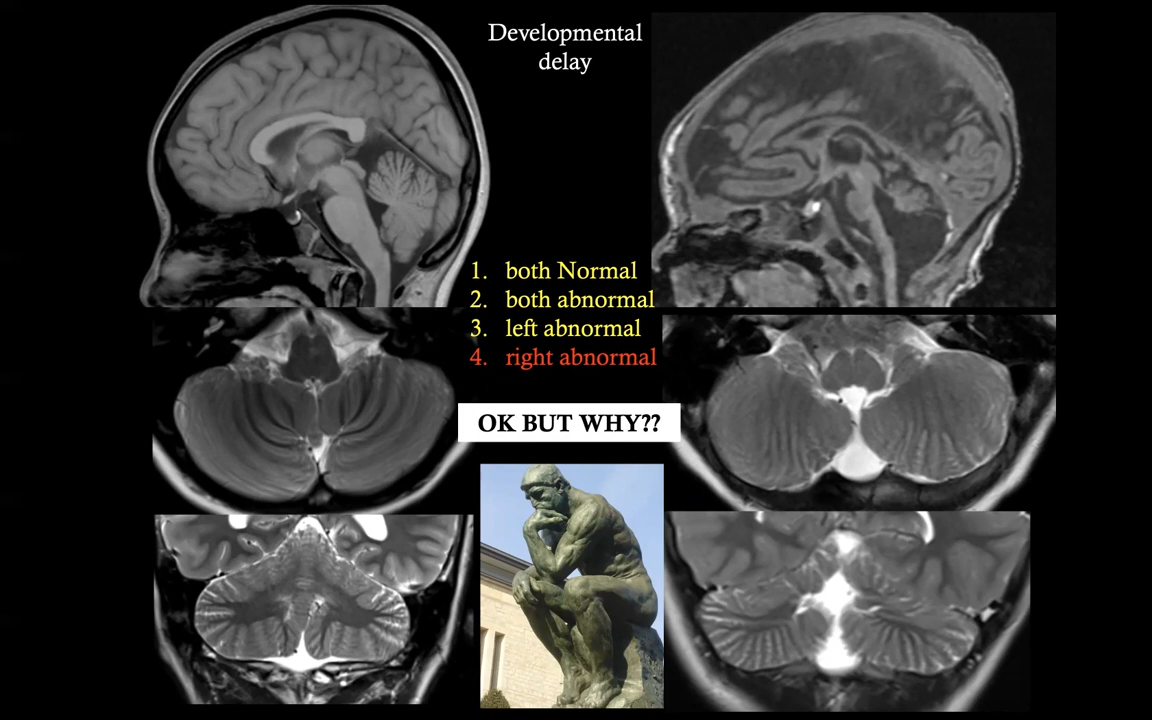 Developmental
delay
1. both Normal
2. both abnormal
3. left abnormal
4. right abnormal
OK BUT WHY??